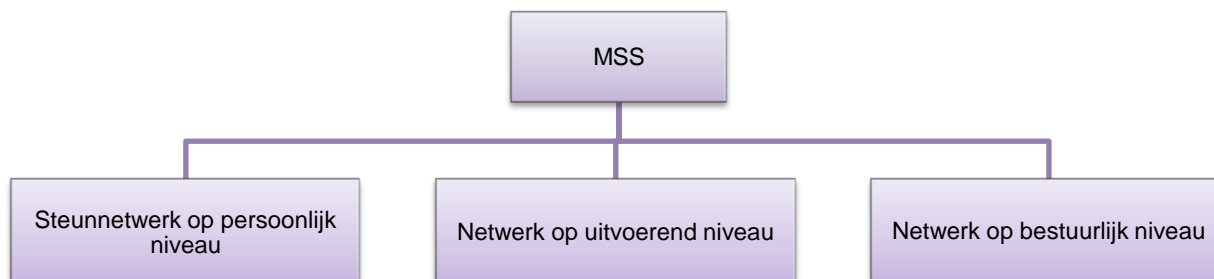 MSS
Steunnetwerk op persoonlijk
niveau
Netwerk op uitvoerend niveau
Netwerk op bestuurlijk niveau